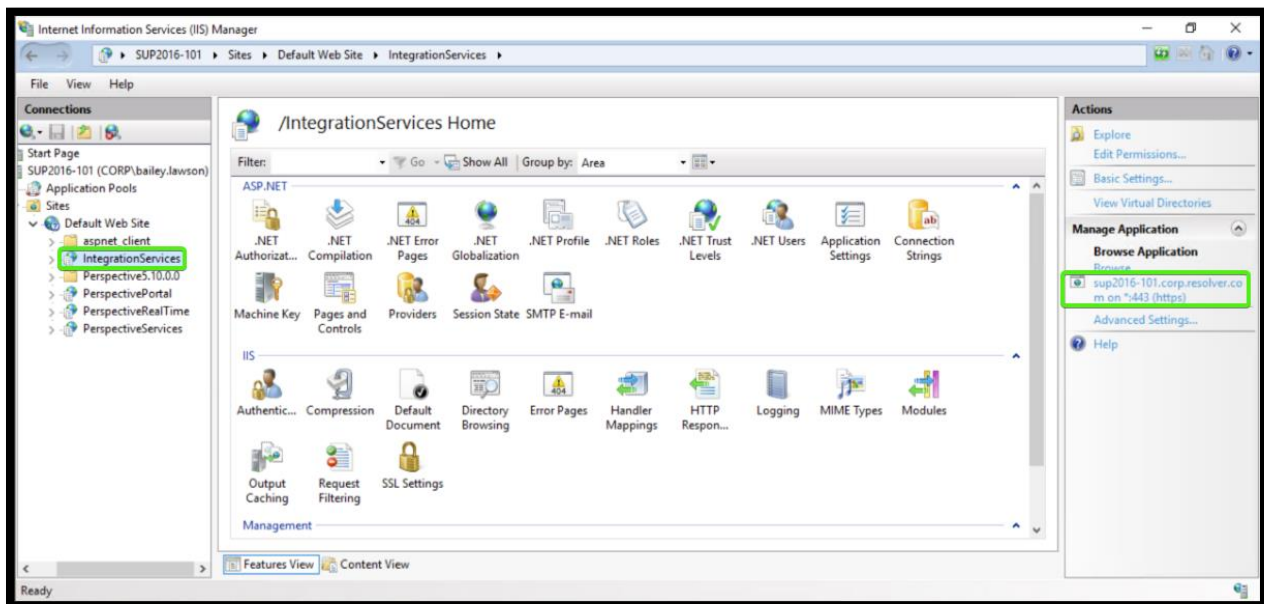 Internet Information Services (IIS) Manager
SUP2016-101 Sites Default Web Site IntegrationServices
File View Help
Connections
Start Page
SUP2016-101 (CORP\bailey.lawson)
Application Pools
Sites
Default Web Site
aspnet_client
IntegrationServices
Perspective5.10.0.0
PerspectivePortal
PerspectiveRealTime
PerspectiveServices
/IntegrationServices Home
Filter: Go Show All Group by: Area
ASP.NET
.NET .NET .NET Error .NET .NET Profile .NET Roles .NET Trust .NET Users Application Connection
Authorizat... Compilation Pages Globalization Levels Settings Strings
Machine Key Pages and Providers Session State SMTP E-mail
Controls
IIS
Authentic... Compression Default Directory Error Pages Handler HTTP Logging MIME Types Modules
Document Browsing Mappings Respon...
Output Request SSL Settings
Caching Filtering
Management
Features View Content View
Actions
Explore
Edit Permissions...
Basic Settings...
View Virtual Directories
Manage Application
Browse Application
Browse
sup2016-101.corp.resolver.co
m on *:443 (https)
Advanced Settings...
Help
Ready